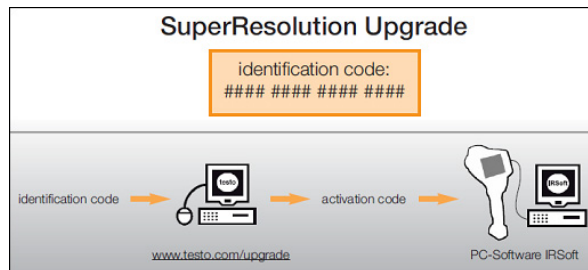 SuperResolution Upgrade
identification code:
#### #### #### ####
identification code
testo
activation code
IRSoft
www.testo.com/upgrade
PC-Software IRSoft